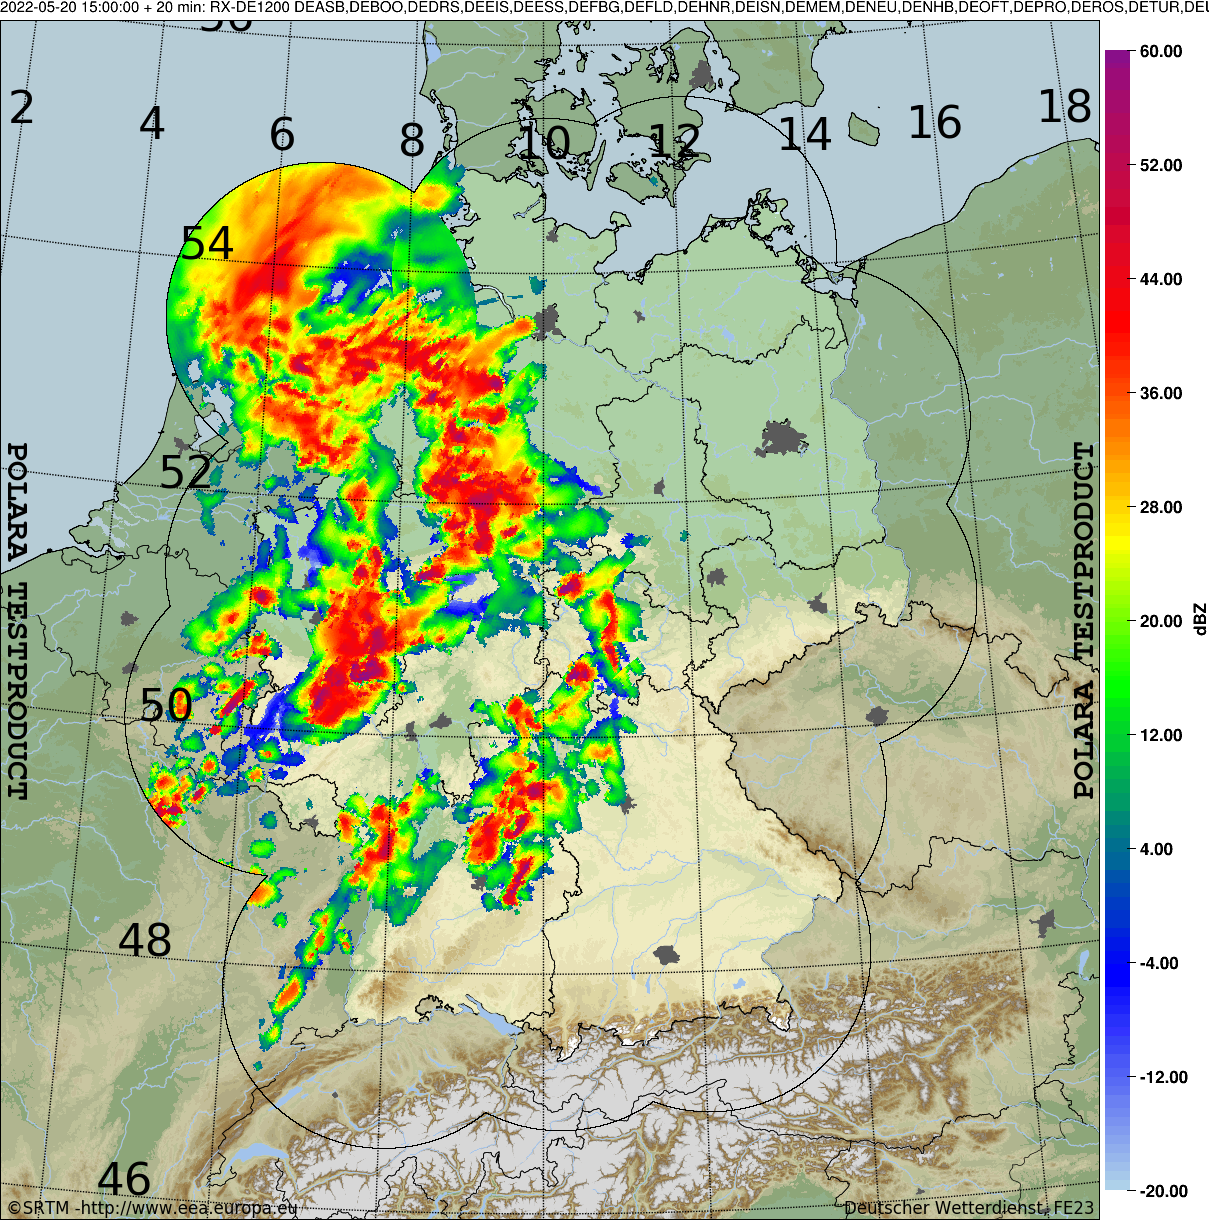 2022-05-20 15:00:00 + 20 min: RX-DE1200 DEASB,DEBOO,DEDRS,DEEIS,DEESS,DEFBG,DEFLD,DEHNR,DEISN,DEMEM,DENEU,DENHB,DEOFT,DEPRO,DEROS,DETUR,DEU
56
2 4 6 8 10 12 14 16 18
54
52
50
48
46
POLARA TESTPRODUCT
POLARA TESTPRODUCT
60.00
52.00
44.00
36.00
28.00
20.00
12.00
4.00
-4.00
-12.00
-20.00
dBZ
©SRTM -http://www.eea.europa.eu
2
Deutscher Wetterdienst, FE23